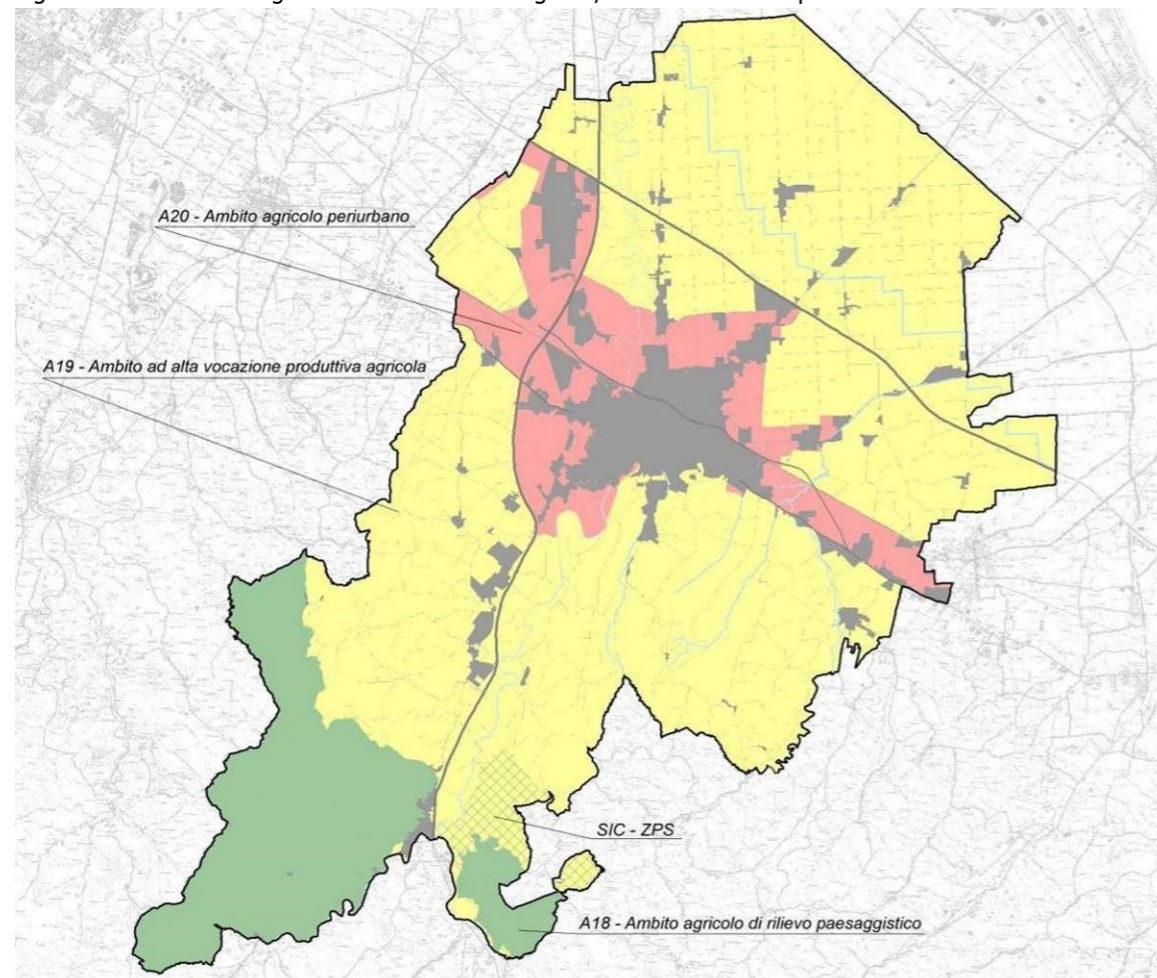 A20 - Ambito agricolo periurbano
A19 - Ambito ad alta vocazione produttiva agricola
SIC - ZPS
A18 - Ambito agricolo di rilievo paesaggistico